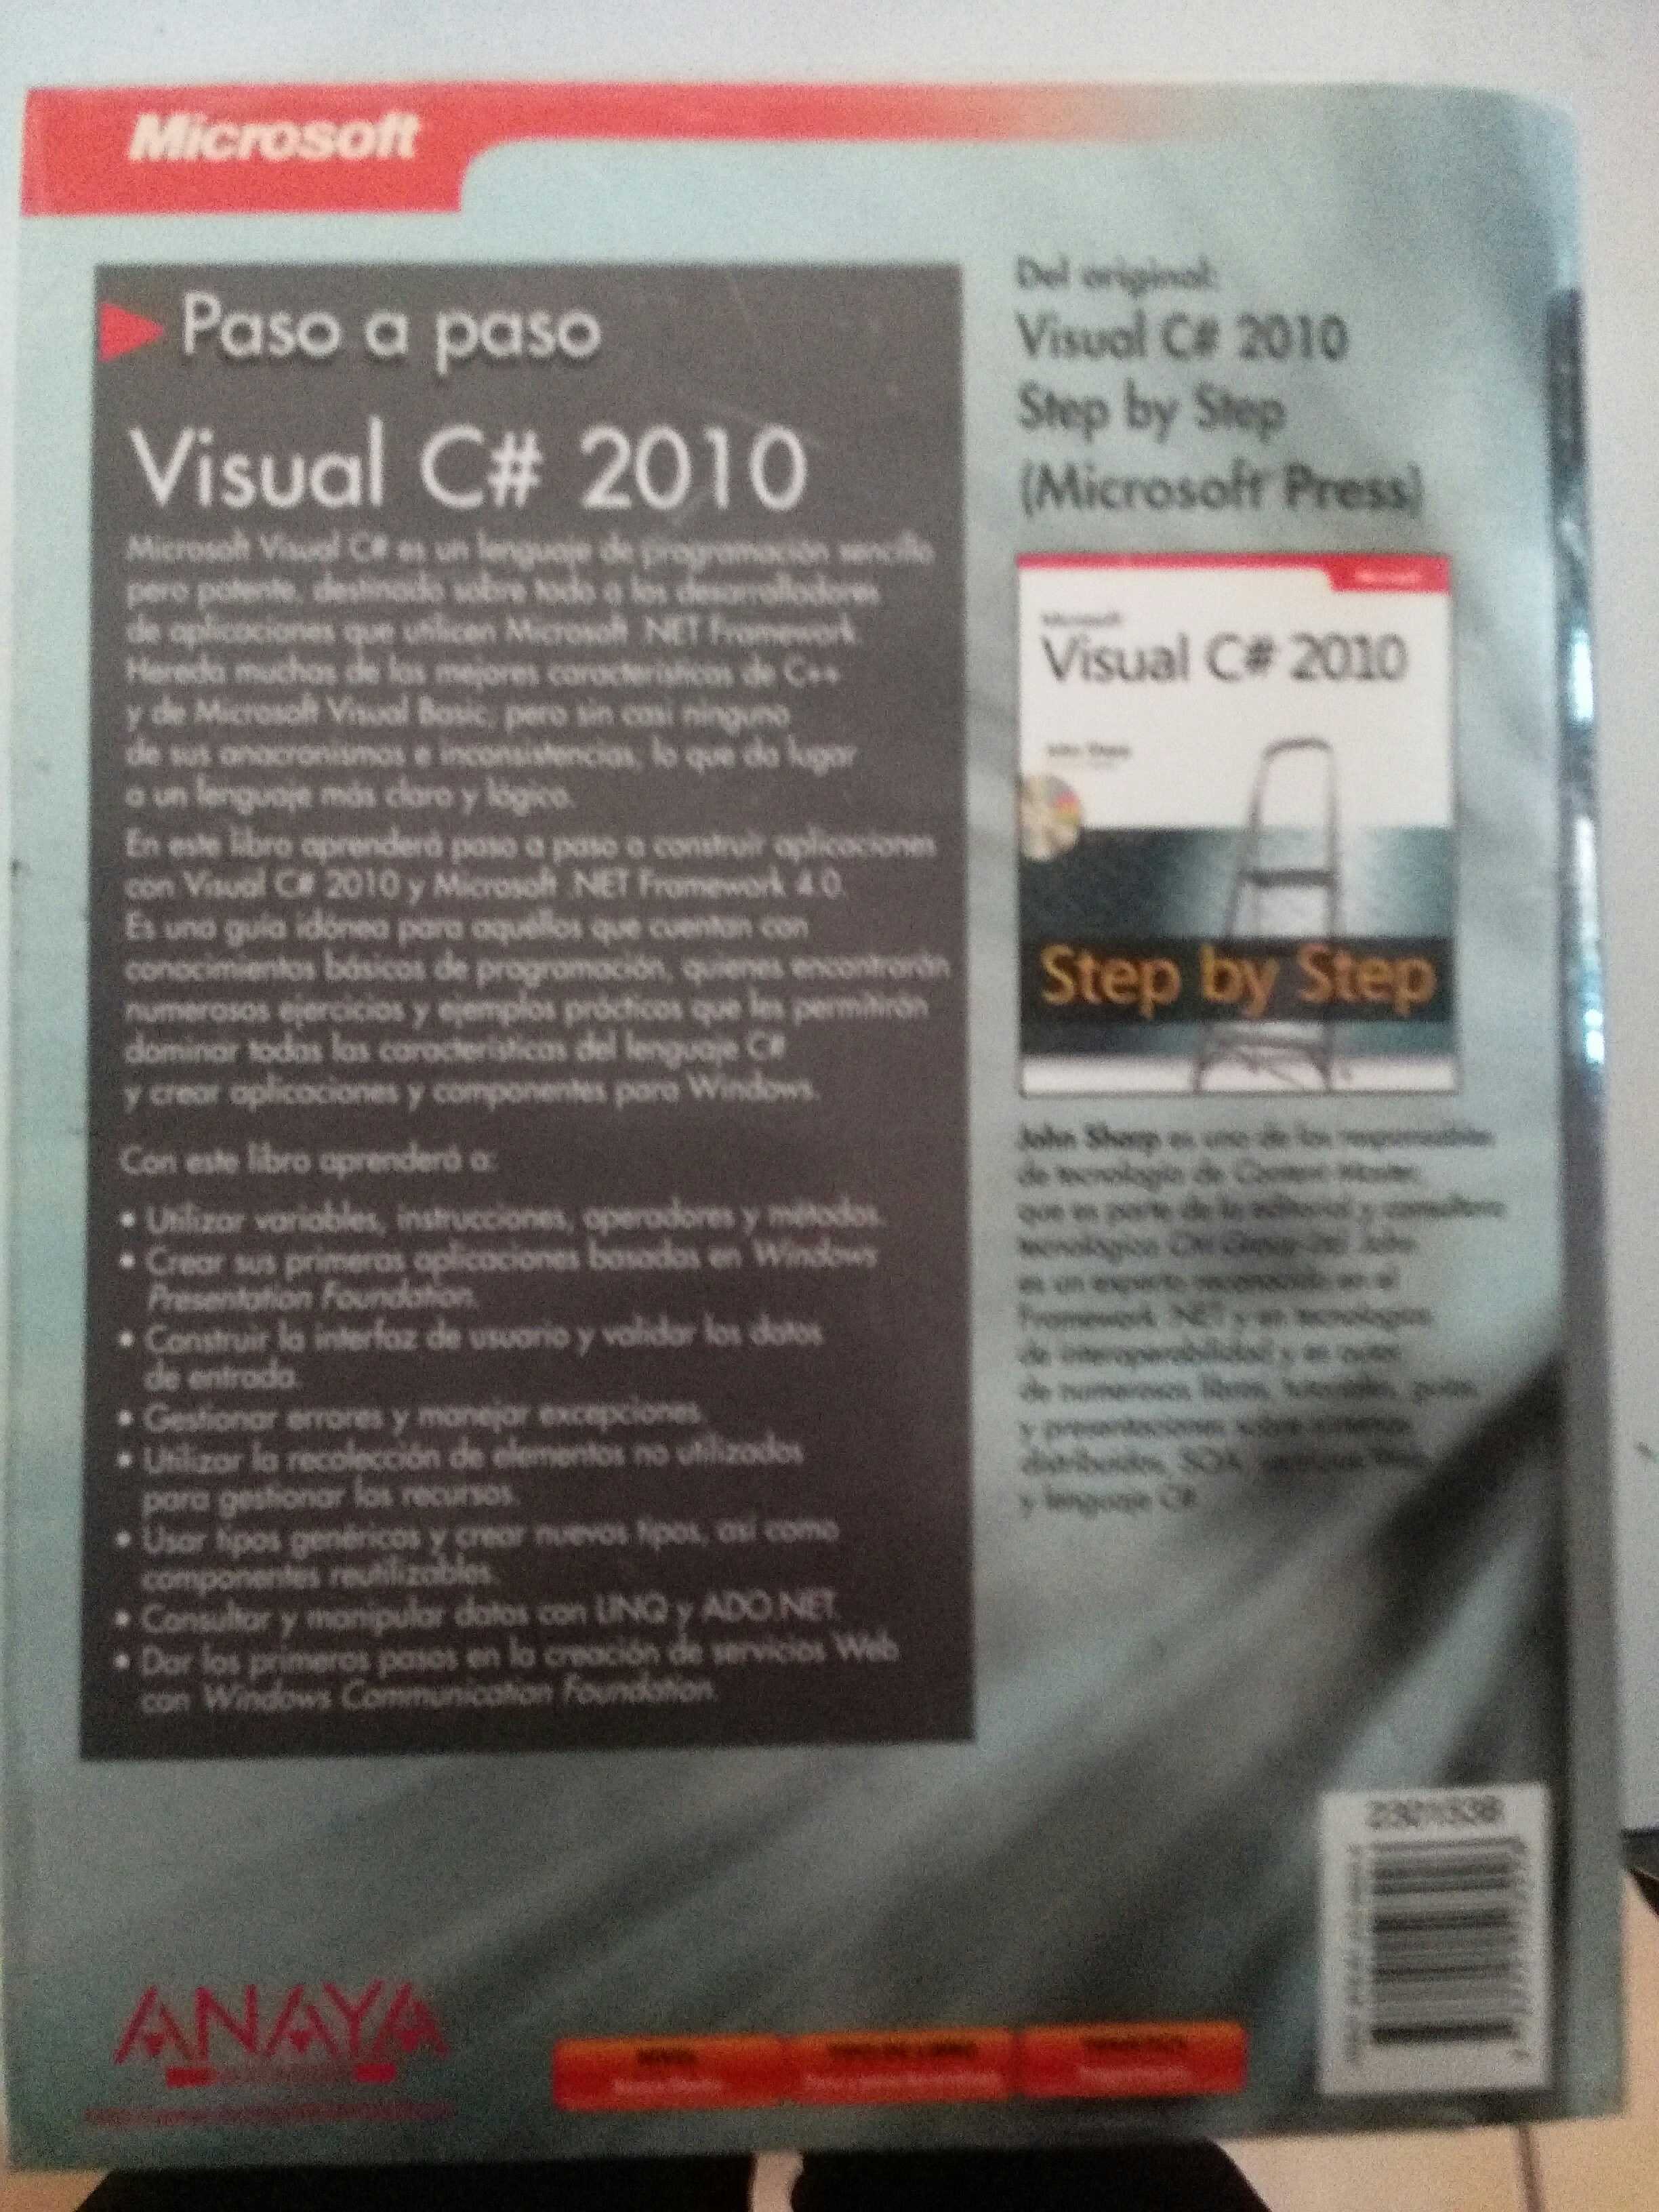 Microsoft
Paso a paso
Visual C# 2010
Microsoft Visual C# es un lenguaje de programación sencillo
pero potente, destinado sobre todo a los desarrolladores
de aplicaciones que utilicen Microsoft .NET Framework.
Hereda muchas de las mejores características de C++
y de Microsoft Visual Basic, pero sin casi ninguno
de sus anacronismos e inconsistencias, lo que da lugar
a un lenguaje más claro y lógico.
En este libro aprenderá paso a paso a construir aplicaciones
con Visual C# 2010 y Microsoft .NET Framework 4.0.
Es una guía idónea para aquéllos que cuentan con
conocimientos básicos de programación, quienes encontrarán
numerosos ejercicios y ejemplos prácticos que les permitirán
dominar todas las características del lenguaje C#
y crear aplicaciones y componentes para Windows.
Con este libro aprenderá a:
• Utilizar variables, instrucciones, operadores y métodos.
• Crear sus primeras aplicaciones basadas en Windows
Presentation Foundation.
• Construir la interfaz de usuario y validar los datos
de entrada.
• Gestionar errores y manejar excepciones.
• Utilizar la recolección de elementos no utilizados
para gestionar los recursos.
• Usar tipos genéricos y crear nuevos tipos, así como
componentes reutilizables.
• Consultar y manipular datos con LINQ y ADO.NET.
• Dar los primeros pasos en la creación de servicios Web
con Windows Communication Foundation.
Del original:
Visual C# 2010
Step by Step
(Microsoft Press)
Microsoft
Visual C# 2010
John Sharp
Step by Step
John Sharp es uno de los responsables
de tecnología de Content Master,
que es parte de la editorial y consultora
tecnológica CM Group Ltd. John
es un experto reconocido en el
Framework .NET y en tecnologías
de interoperabilidad y es autor
de numerosos libros, tutoriales, guías
y presentaciones sobre sistemas
distribuidos, SOA, servicios Web
y lenguaje C#.
2301538
ANAYA
NIVEL